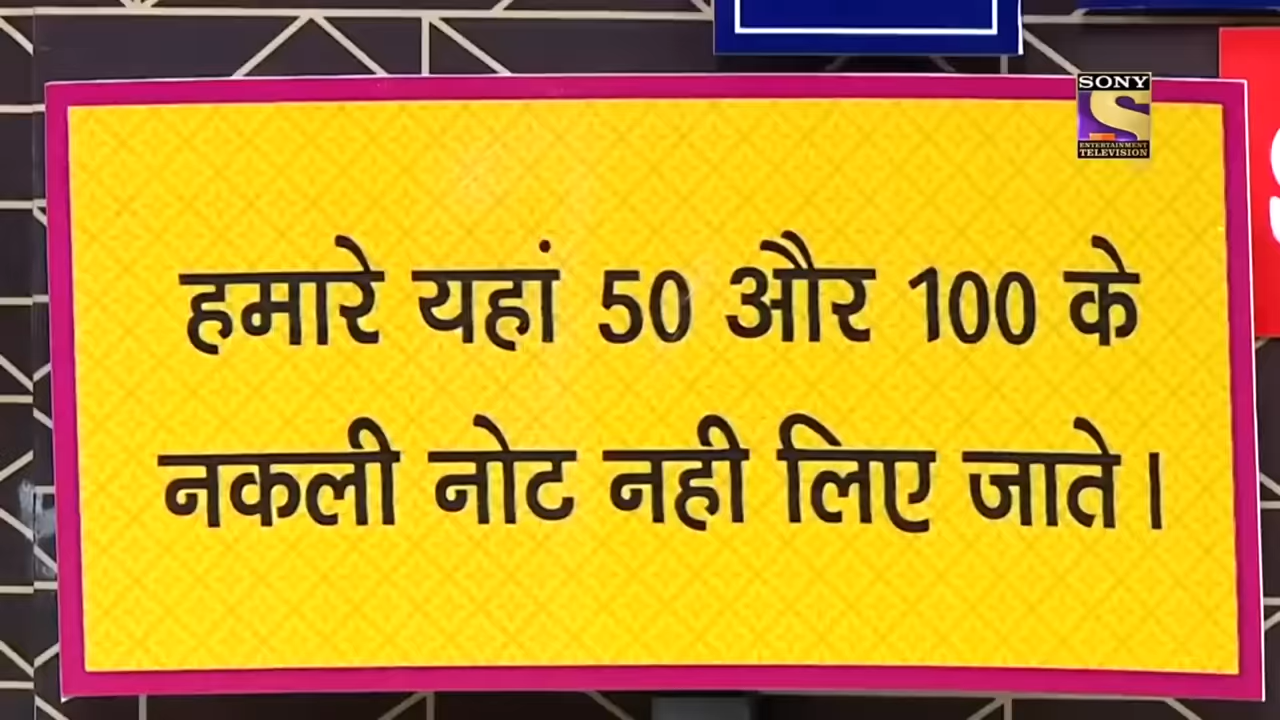 SONY
ENTERTAINMENT
TELEVISION
हमारे यहां 50 और 100 के
नकली नोट नही लिए जाते।